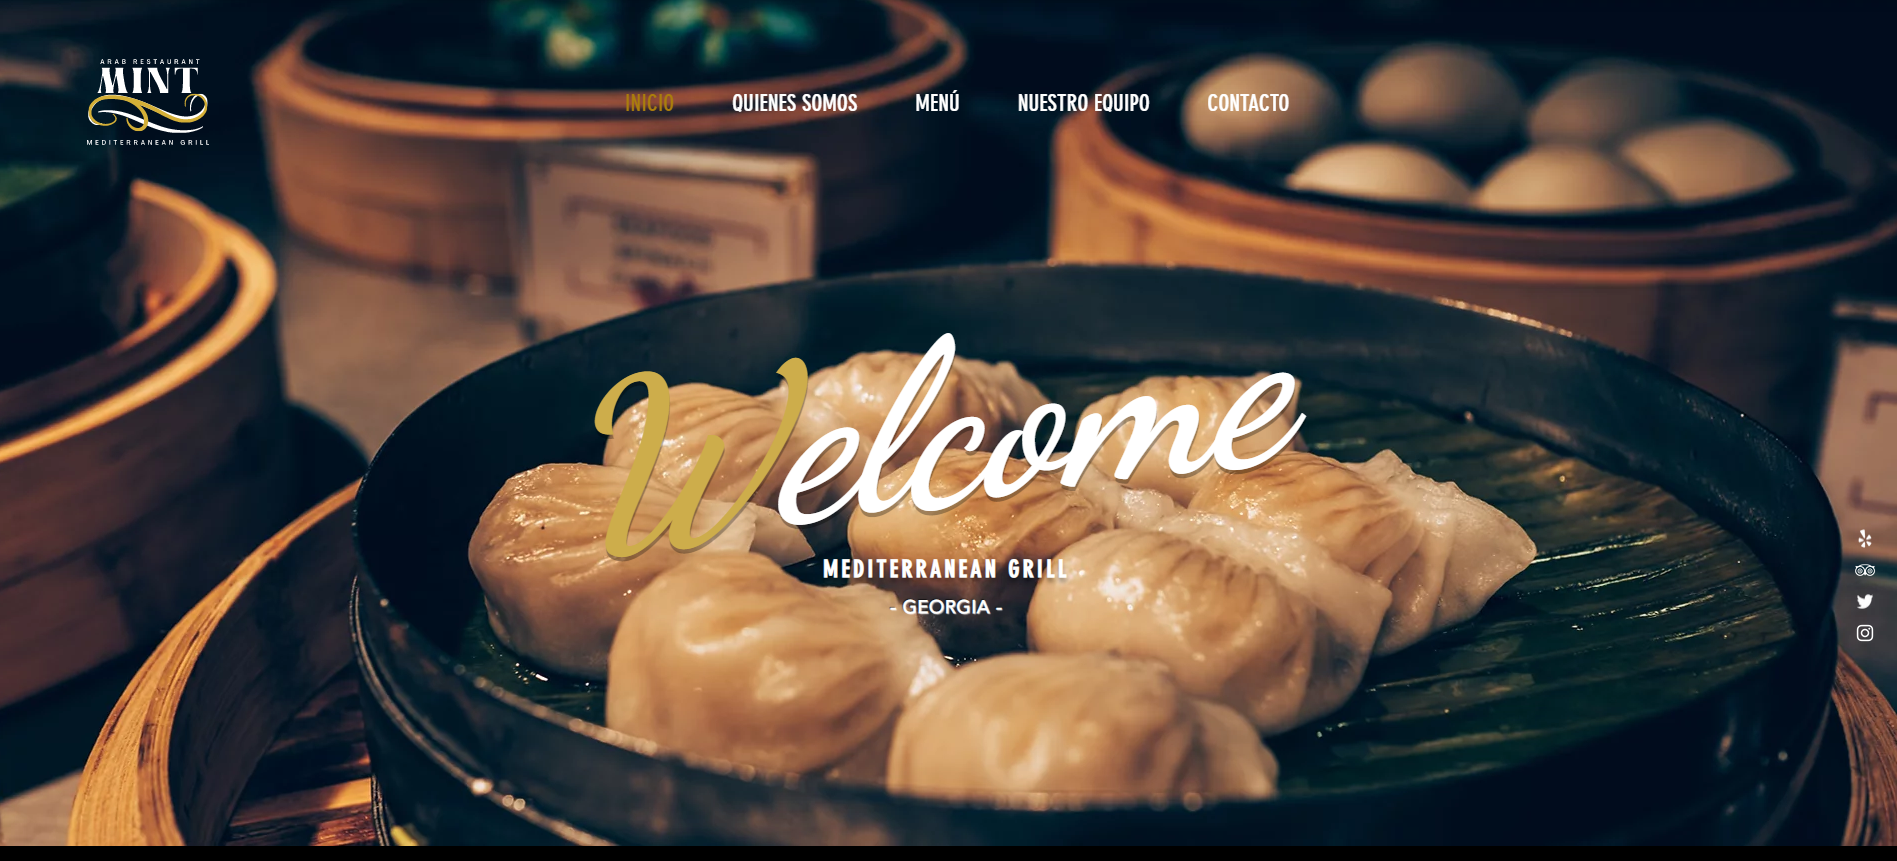 ARAB RESTAURANT
MINT
MEDITERRANEAN GRILL
INICIO
QUIENES SOMOS
MENÚ
NUESTRO EQUIPO
CONTACTO
Welcome
MEDITERRANEAN GRILL
- GEORGIA -